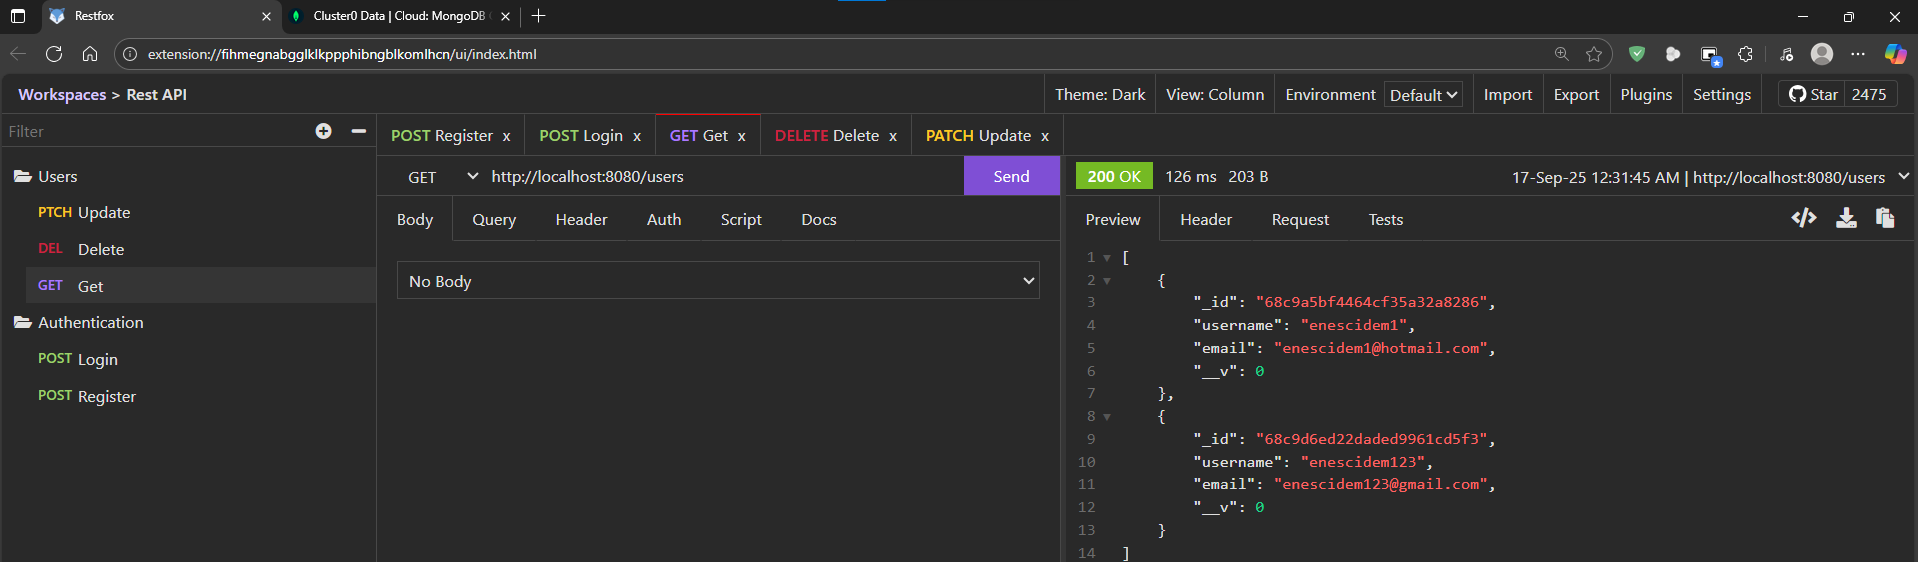 Restfox
Cluster0 Data | Cloud: MongoDB
extension://fihmegnabgglklkppphibngblkomlhcn/ui/index.html
Workspaces > Rest API
Theme: Dark
View: Column
Environment
Default
Import
Export
Plugins
Settings
Star
2475
Filter
POST Register x
POST Login x
GET Get x
DELETE Delete x
PATCH Update x
Users
PTCH Update
DEL Delete
GET Get
Authentication
POST Login
POST Register
GET
http://localhost:8080/users
Send
Body
Query
Header
Auth
Script
Docs
No Body
200 OK
126 ms
203 B
17-Sep-25 12:31:45 AM | http://localhost:8080/users
Preview
Header
Request
Tests
1 [
2 {
3 "_id": "68c9a5bf4464cf35a32a8286",
4 "username": "enescidem1",
5 "email": "enescidem1@hotmail.com",
6 "__v": 0
7 },
8 {
9 "_id": "68c9d6ed22daded9961cd5f3",
10 "username": "enescidem123",
11 "email": "enescidem123@gmail.com",
12 "__v": 0
13 }
14 ]